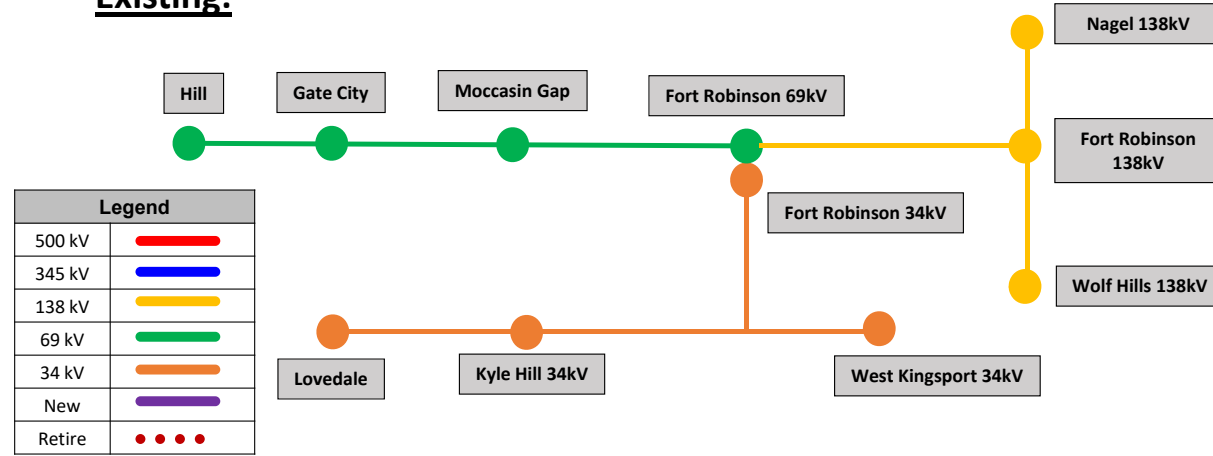 Existing:
Nagel 138kV
Hill
Gate City
Moccasin Gap
Fort Robinson 69kV
Fort Robinson
138kV
Legend
500 kV
345 kV
138 kV
69 kV
34 kV
New
Retire
Fort Robinson 34kV
Wolf Hills 138kV
Lovedale
Kyle Hill 34kV
West Kingsport 34kV